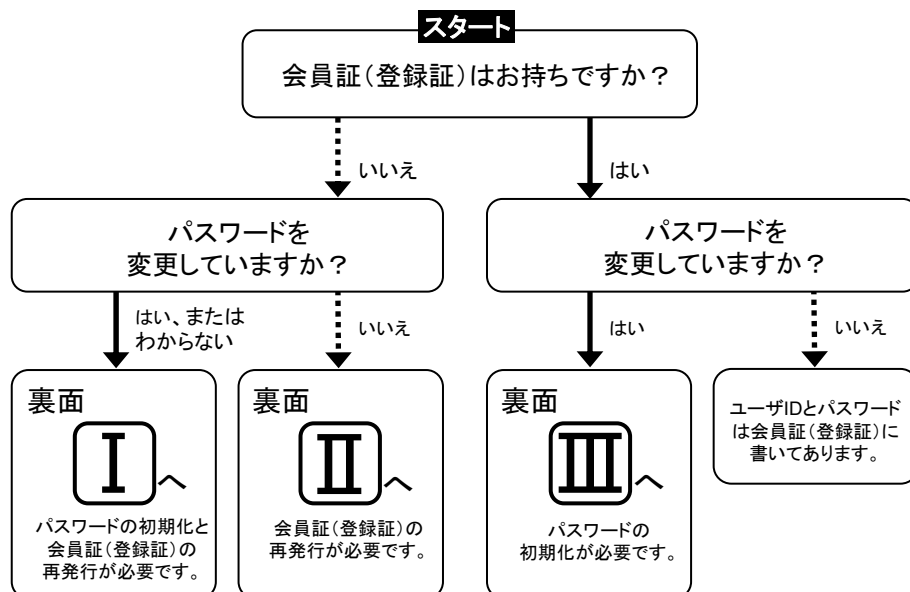 スタート
会員証(登録証)はお持ちですか?
いいえ
はい
パスワードを
変更していますか?
パスワードを
変更していますか?
はい、または
わからない
いいえ
はい
いいえ
裏面
Ⅰへ
パスワードの初期化と
会員証(登録証)の
再発行が必要です。
裏面
Ⅱへ
会員証(登録証)の
再発行が必要です。
裏面
Ⅲへ
パスワードの
初期化が必要です。
ユーザIDとパスワード
は会員証(登録証)に
書いてあります。